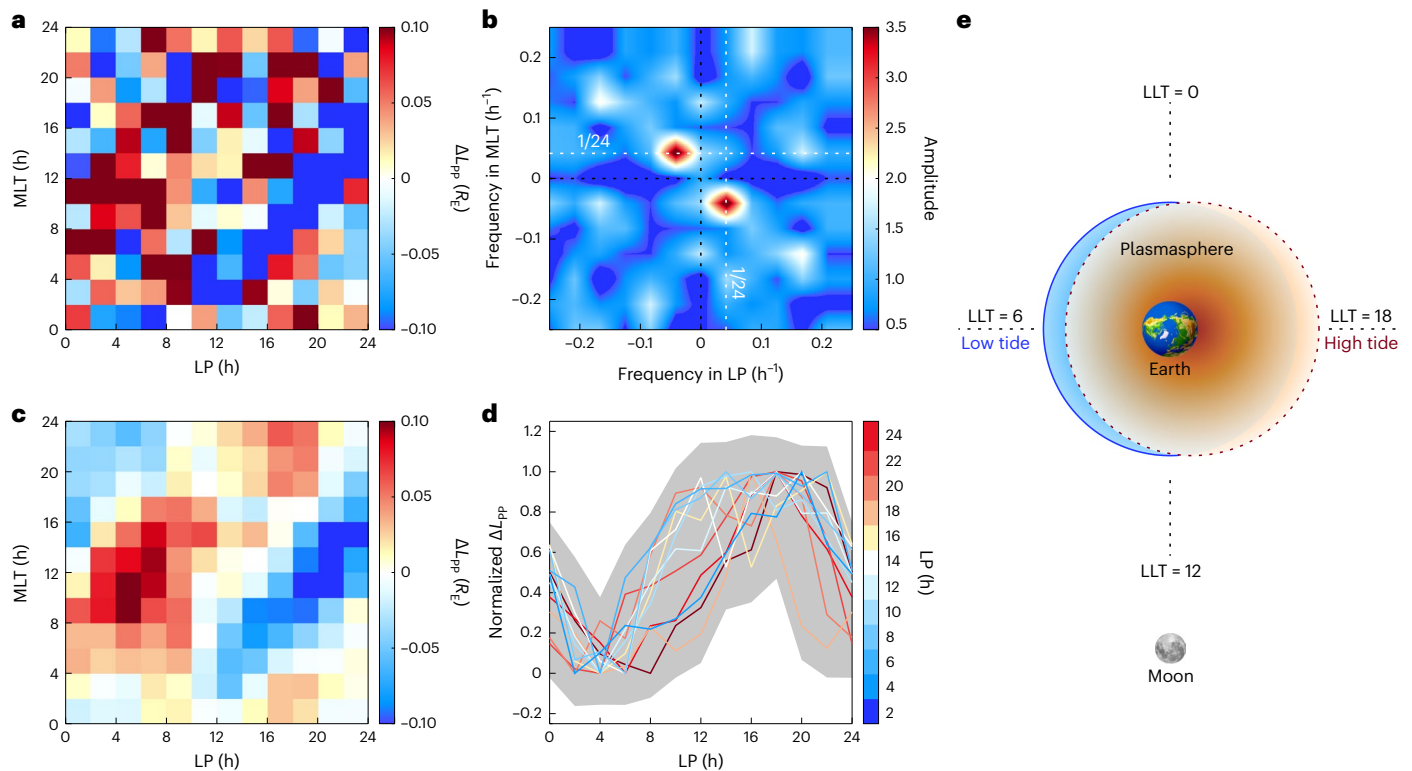 a
24
20
16
12
8
4
0
MLT (h)
0 4 8 12 16 20 24
LP (h)
0.10
0.05
0
−0.05
−0.10
ΔLPP (RE)
b
0.2
0.1
0
−0.1
−0.2
Frequency in MLT (h−1)
1/24
1/24
−0.2 −0.1 0 0.1 0.2
Frequency in LP (h−1)
3.5
3.0
2.5
2.0
1.5
1.0
0.5
Amplitude
c
24
20
16
12
8
4
0
MLT (h)
0 4 8 12 16 20 24
LP (h)
0.10
0.05
0
−0.05
−0.10
ΔLPP (RE)
d
1.2
1.0
0.8
0.6
0.4
0.2
0
−0.2
Normalized ΔLPP
0 4 8 12 16 20 24
LP (h)
24
22
20
18
16
14
12
10
8
6
4
2
LP (h)
e
LLT = 0
Plasmasphere
LLT = 6
Low tide
LLT = 18
High tide
Earth
LLT = 12
Moon